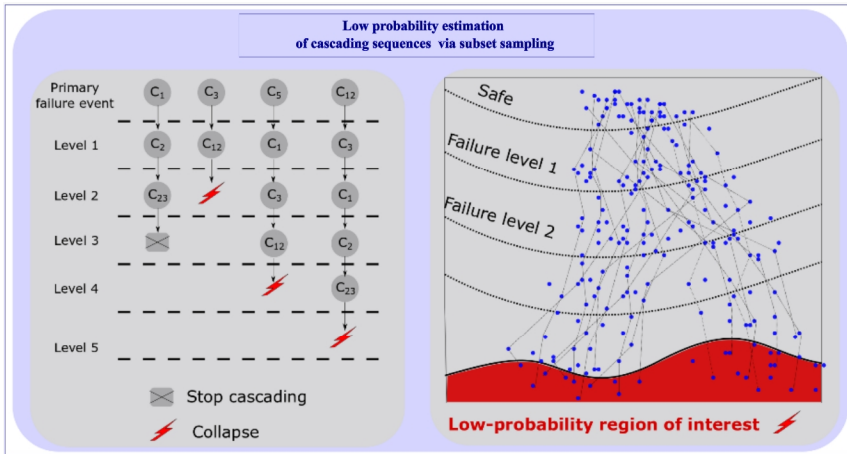 Low probability estimation
of cascading sequences via subset sampling
Primary
failure event
C1 C3 C5 C12
Level 1
C2 C12 C1 C3
Level 2
C23 C3 C1
Level 3
C12 C2
Level 4
C23
Level 5
Stop cascading
Collapse
Safe
Failure level 1
Failure level 2
Low-probability region of interest